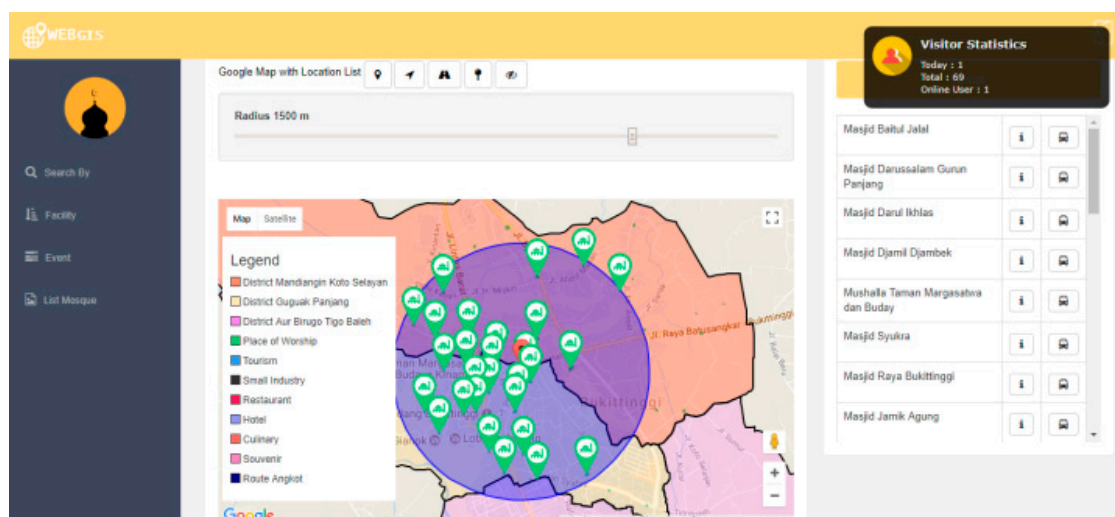 WEBGIS
Visitor Statistics
Today : 1
Total : 69
Online User : 1
Search By
Facility
Event
List Mosque
Google Map with Location List
Radius 1500 m
Map Satellite
Legend
District Mandiangin Koto Selayan
District Guguak Panjang
District Aur Birugo Tigo Baleh
Place of Worship
Tourism
Small Industry
Restaurant
Hotel
Culinary
Souvenir
Route Angkot
Google
Jl. Raya Batusangkar
Bukittinggi
Masjid Baitul Jalal
Masjid Darussalam Gurun
Panjang
Masjid Darul Ikhlas
Masjid Djamil Djambek
Mushalla Taman Margasatwa
dan Buday
Masjid Syukra
Masjid Raya Bukittinggi
Masjid Jamik Agung